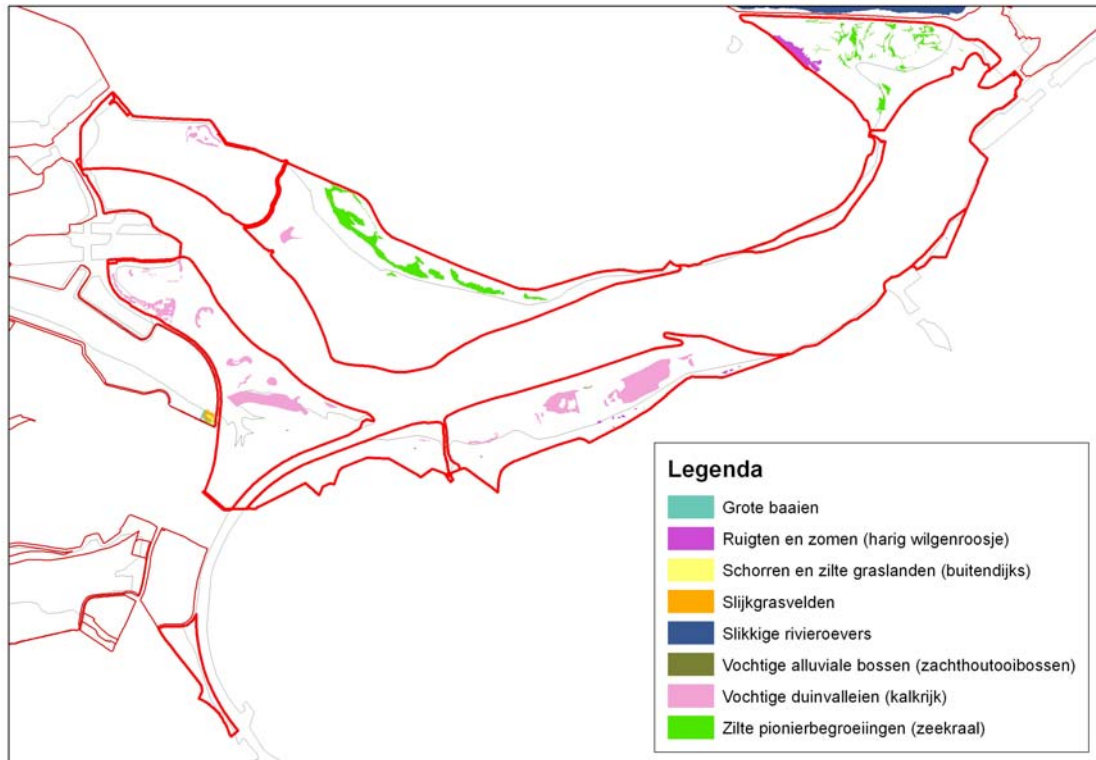 Legenda
Grote baaien
Ruigten en zomen (harig wilgenroosje)
Schorren en zilte graslanden (buitendijks)
Slijkgrasvelden
Slikkige rivieroevers
Vochtige alluviale bossen (zachthoutooibossen)
Vochtige duinvalleien (kalkrijk)
Zilte pionierbegroeiingen (zeekraal)